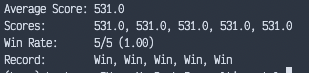 Average Score: 531.0
Scores:        531.0, 531.0, 531.0, 531.0, 531.0
Win Rate:      5/5 (1.00)
Record:        Win, Win, Win, Win, Win